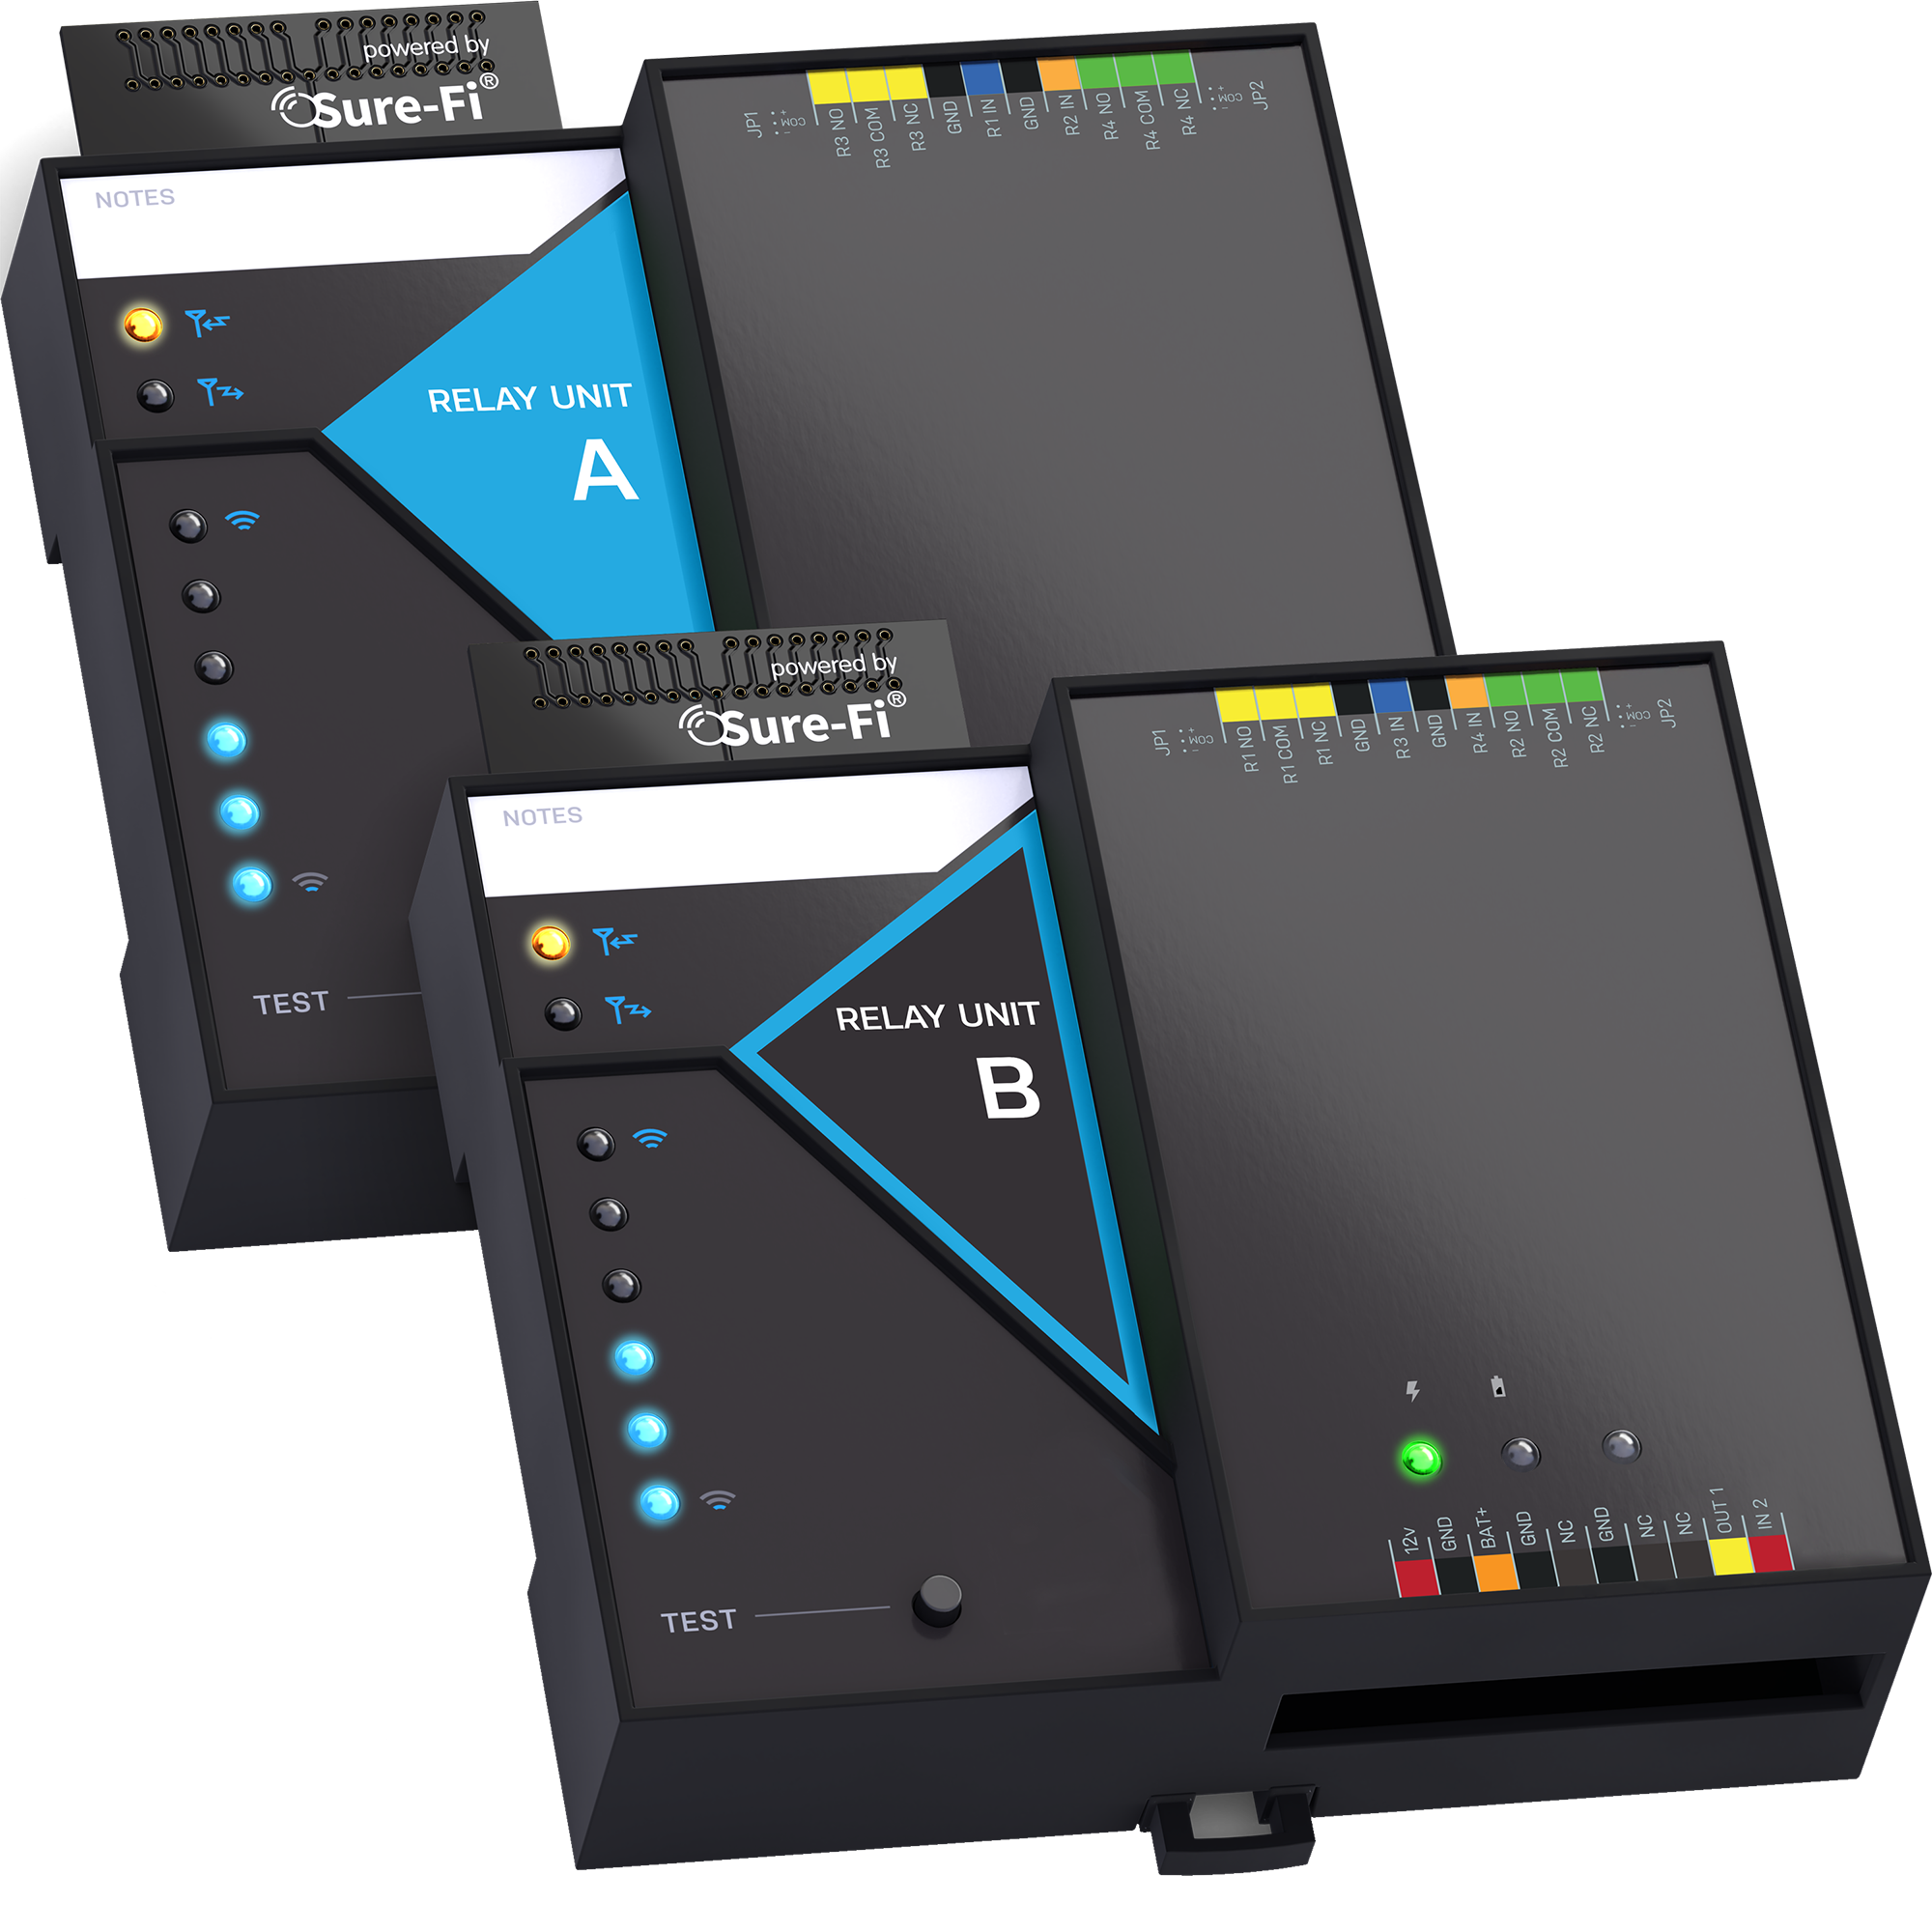 powered by
Sure-Fi®
NOTES
RELAY UNIT
A
TEST
JP1
- COM +
R3 NO
R3 COM
R3 NC
GND
R1 IN
GND
R2 IN
R4 NO
R4 COM
R4 NC
- COM +
JP2
powered by
Sure-Fi®
NOTES
RELAY UNIT
B
TEST
JP1
- COM +
R1 NO
R1 COM
R1 NC
GND
R3 IN
GND
R4 IN
R2 NO
R2 COM
R2 NC
- COM +
JP2
12v
GND
BAT+
GND
NC
GND
NC
NC
OUT 1
IN 2